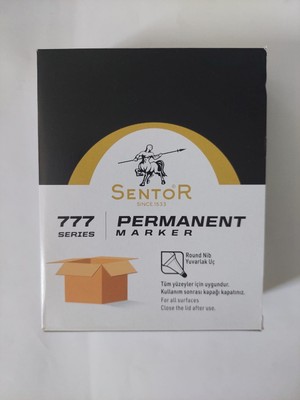 SENTOR
SINCE 1933
777
SERIES
PERMANENT
MARKER
Round Nib
Yuvarlak Uç
Tüm yüzeyler için uygundur.
Kullanım sonrası kapağı kapatınız.
For all surfaces.
Close the lid after use.